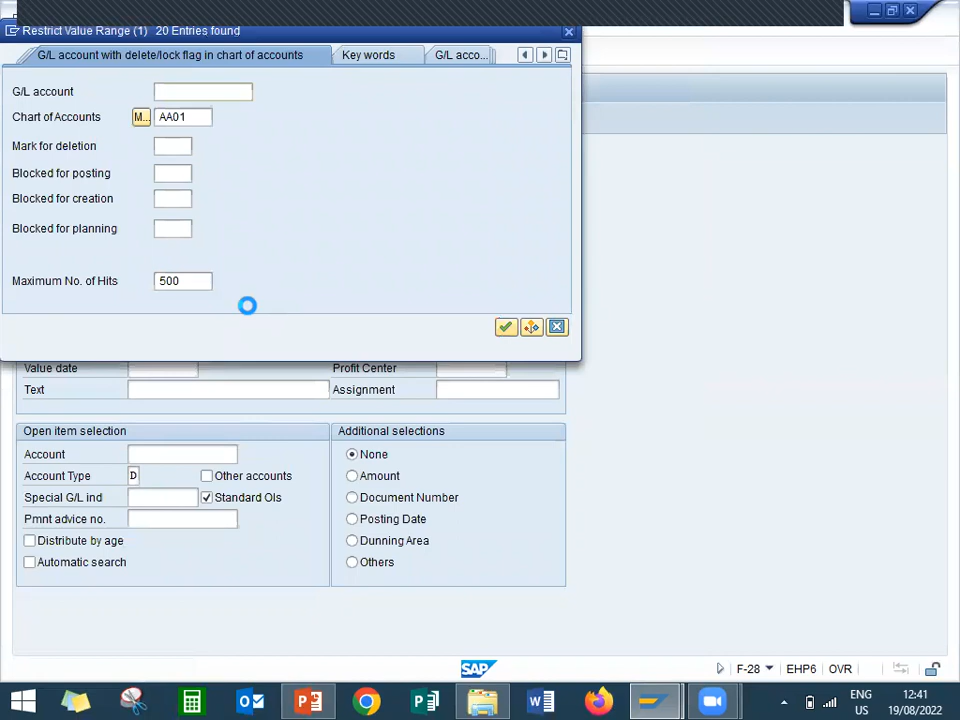 Restrict Value Range (1)   20 Entries found
G/L account with delete/lock flag in chart of accounts   Key words   G/L acco...
G/L account
Chart of Accounts   M...   AA01
Mark for deletion
Blocked for posting
Blocked for creation
Blocked for planning
Maximum No. of Hits   500
Value date   Profit Center
Text   Assignment
Open item selection   Additional selections
Account   None
Account Type   D   Other accounts   Amount
Special G/L ind   Standard OIs   Document Number
Pmnt advice no.   Posting Date
Distribute by age   Dunning Area
Automatic search   Others
SAP   F-28   EHP6   OVR
ENG   12:41
US   19/08/2022